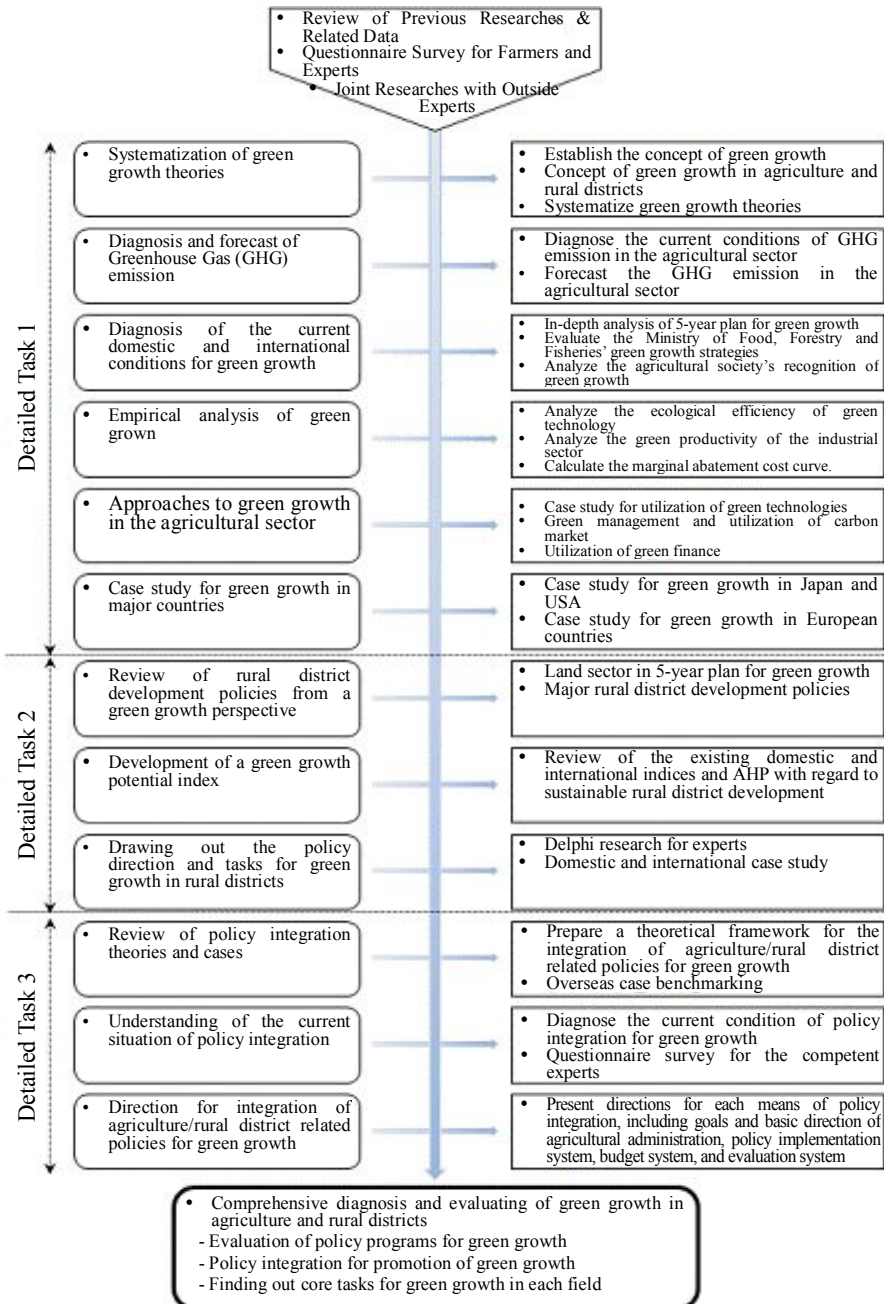 • Review of Previous Researches &
Related Data
• Questionnaire Survey for Farmers and
Experts
• Joint Researches with Outside
Experts
Detailed Task 1
• Systematization of green
growth theories
• Establish the concept of green growth
• Concept of green growth in agriculture and
rural districts
• Systematize green growth theories
• Diagnosis and forecast of
Greenhouse Gas (GHG)
emission
• Diagnose the current conditions of GHG
emission in the agricultural sector
• Forecast the GHG emission in the
agricultural sector
• Diagnosis of the current
domestic and international
conditions for green growth
• In-depth analysis of 5-year plan for green growth
• Evaluate the Ministry of Food, Forestry and
Fisheries' green growth strategies
• Analyze the agricultural society's recognition of
green growth
• Empirical analysis of green
grown
• Analyze the ecological efficiency of green
technology
• Analyze the green productivity of the industrial
sector
• Calculate the marginal abatement cost curve.
• Approaches to green growth
in the agricultural sector
• Case study for utilization of green technologies
• Green management and utilization of carbon
market
• Utilization of green finance
• Case study for green growth in
major countries
• Case study for green growth in Japan and
USA
• Case study for green growth in European
countries
Detailed Task 2
• Review of rural district
development policies from a
green growth perspective
• Land sector in 5-year plan for green growth
• Major rural district development policies
• Development of a green growth
potential index
• Review of the existing domestic and
international indices and AHP with regard to
sustainable rural district development
• Drawing out the policy
direction and tasks for green
growth in rural districts
• Delphi research for experts
• Domestic and international case study
Detailed Task 3
• Review of policy integration
theories and cases
• Prepare a theoretical framework for the
integration of agriculture/rural district
related policies for green growth
• Overseas case benchmarking
• Understanding of the current
situation of policy integration
• Diagnose the current condition of policy
integration for green growth
• Questionnaire survey for the competent
experts
• Direction for integration of
agriculture/rural district related
policies for green growth
• Present directions for each means of policy
integration, including goals and basic direction of
agricultural administration, policy implementation
system, budget system, and evaluation system
• Comprehensive diagnosis and evaluating of green growth in
agriculture and rural districts
- Evaluation of policy programs for green growth
- Policy integration for promotion of green growth
- Finding out core tasks for green growth in each field